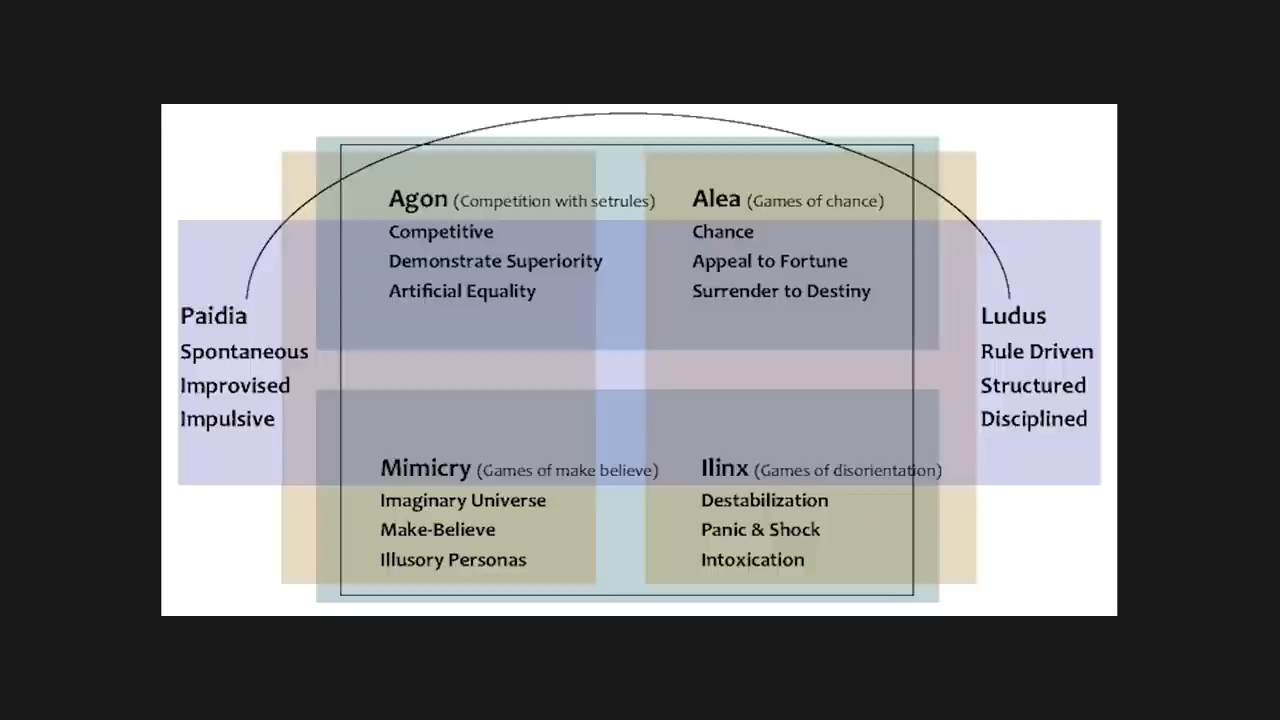 Agon (Competition with setrules)
Competitive
Demonstrate Superiority
Artificial Equality
Alea (Games of chance)
Chance
Appeal to Fortune
Surrender to Destiny
Paidia
Spontaneous
Improvised
Impulsive
Ludus
Rule Driven
Structured
Disciplined
Mimicry (Games of make believe)
Imaginary Universe
Make-Believe
Illusory Personas
Ilinx (Games of disorientation)
Destabilization
Panic & Shock
Intoxication